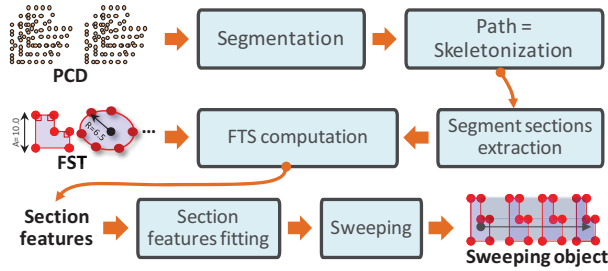 PCD
Segmentation
Path =
Skeletonization
A=10.0
R=6.5
...
FST
FTS computation
Segment sections
extraction
Section
features
Section
features fitting
Sweeping
Sweeping object